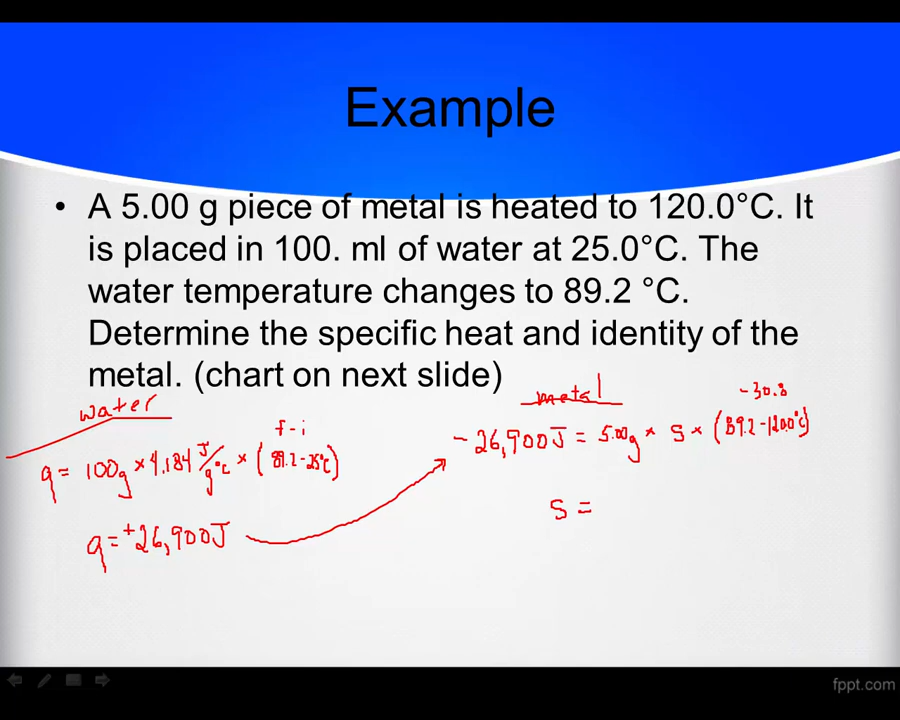 Example
• A 5.00 g piece of metal is heated to 120.0°C. It
is placed in 100. ml of water at 25.0°C. The
water temperature changes to 89.2 °C.
Determine the specific heat and identity of the
metal. (chart on next slide)
water
f - i
q = 100g × 4.184 J/g°C × (89.2 - 25°C)
q = +26,900J
metal
-30.8
-26,900J = 5.00g × s × (89.2 - 120.0°C)
s =
fppt.com